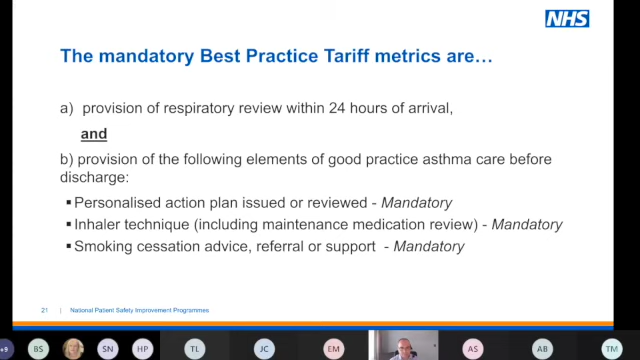 NHS
The mandatory Best Practice Tariff metrics are…
a) provision of respiratory review within 24 hours of arrival,
and
b) provision of the following elements of good practice asthma care before
discharge:
▪ Personalised action plan issued or reviewed - Mandatory
▪ Inhaler technique (including maintenance medication review) - Mandatory
▪ Smoking cessation advice, referral or support - Mandatory
21 | National Patient Safety Improvement Programmes
+9 BS SN HP TL JC EM AS AB TM